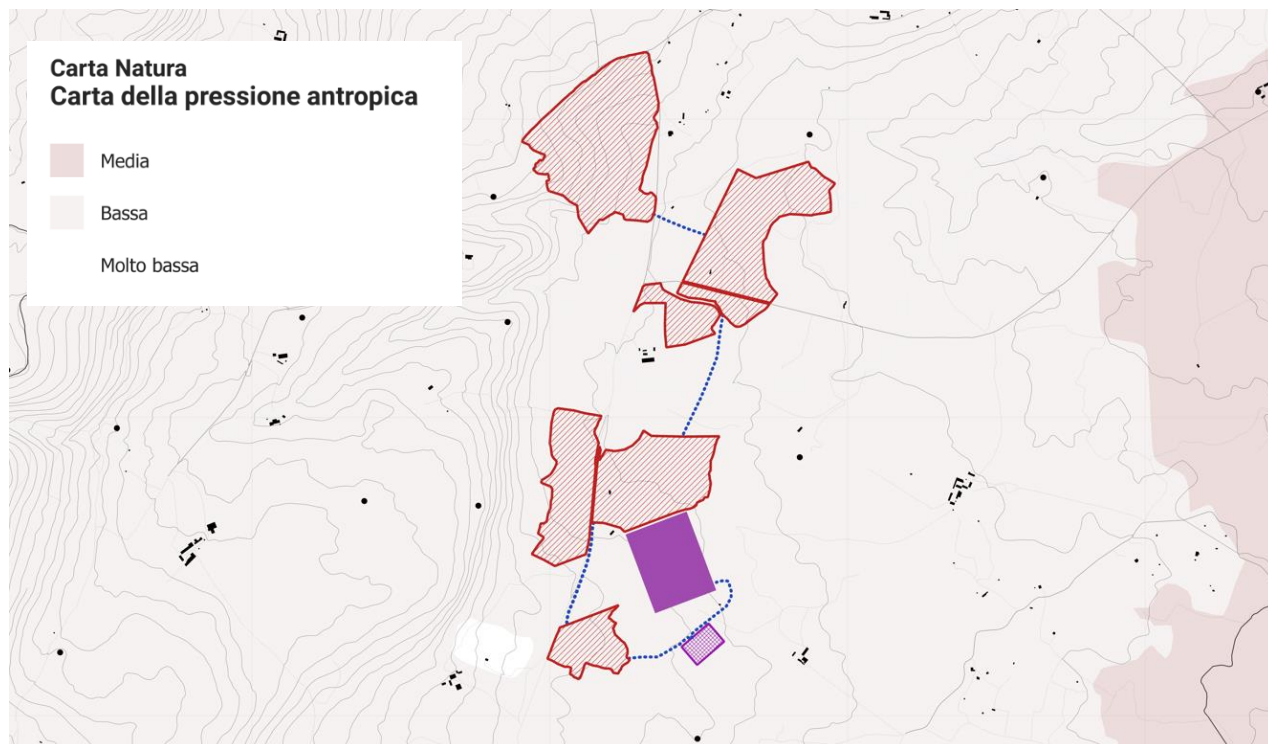 Carta Natura
Carta della pressione antropica
Media
Bassa
Molto bassa